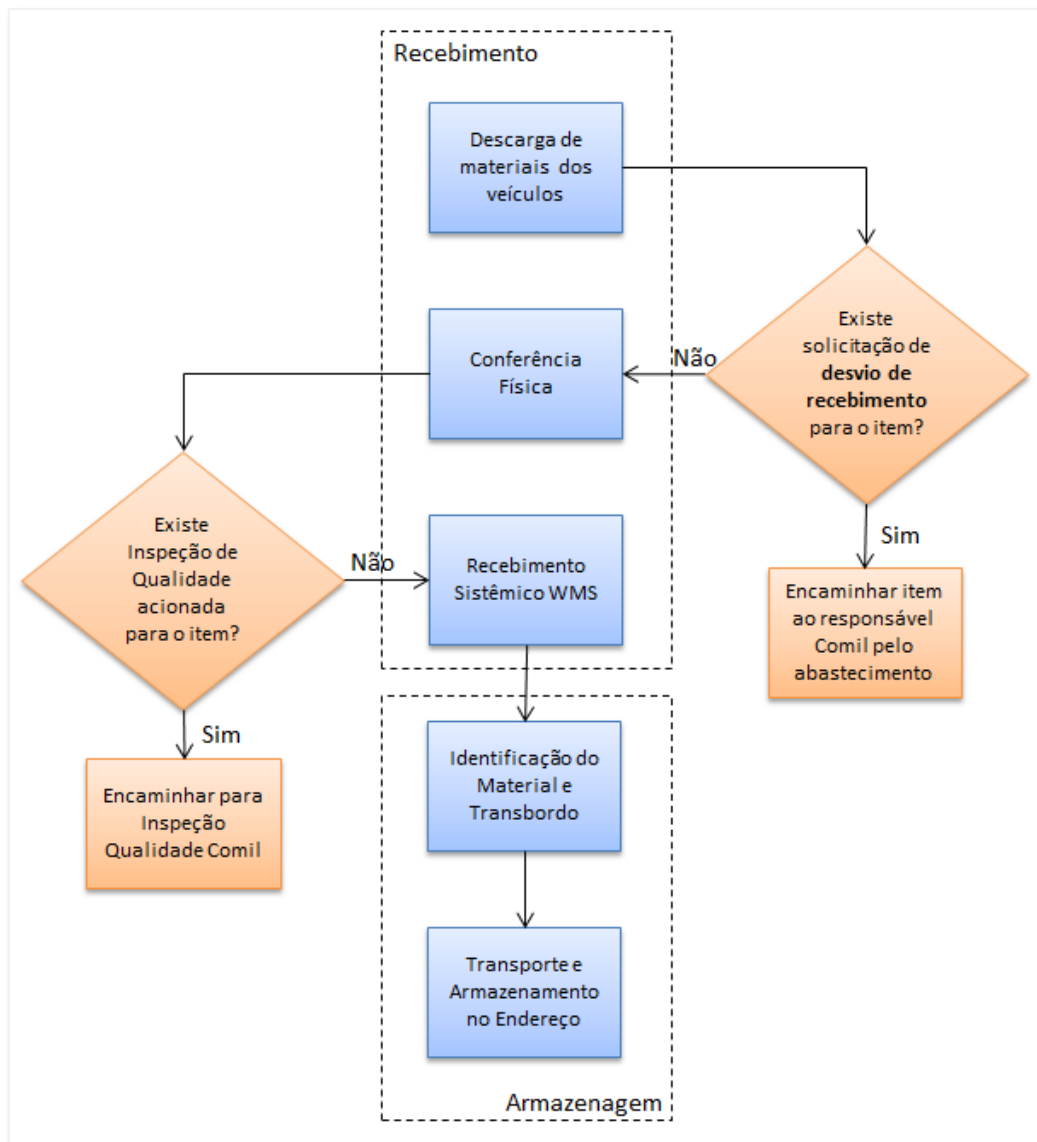 Recebimento
Descarga de
materiais dos
veículos
Existe
solicitação de
desvio de
recebimento
para o item?
Não
Conferência
Física
Sim
Encaminhar item
ao responsável
Comil pelo
abastecimento
Existe
Inspeção de
Qualidade
acionada
para o item?
Não
Recebimento
Sistêmico WMS
Sim
Encaminhar para
Inspeção
Qualidade Comil
Identificação do
Material e
Transbordo
Transporte e
Armazenamento
no Endereço
Armazenagem